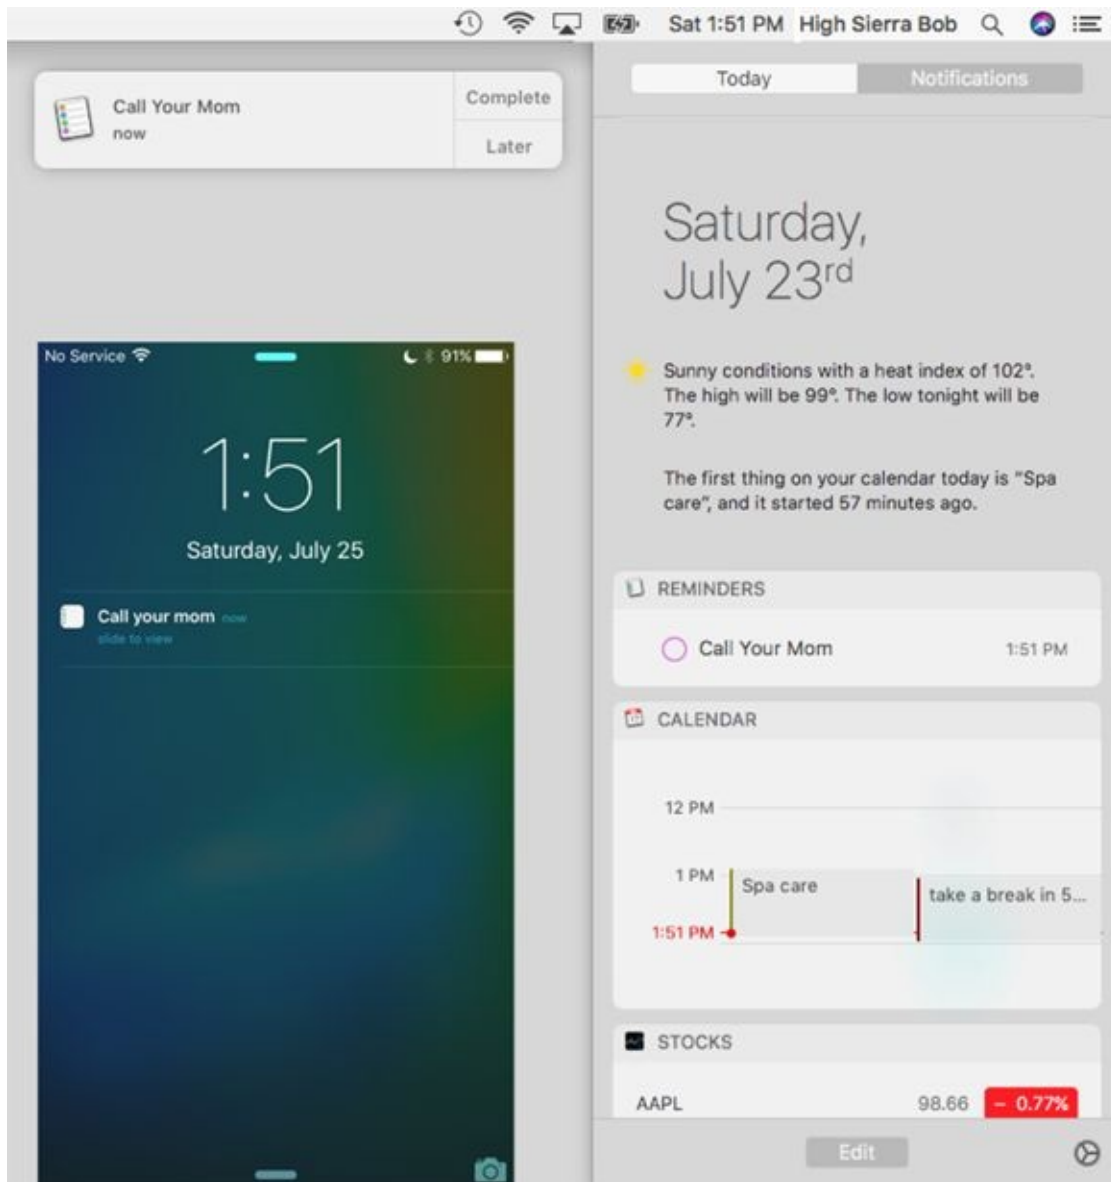 Sat 1:51 PM High Sierra Bob
Call Your Mom
now
Complete
Later
No Service 91%
1:51
Saturday, July 25
Call your mom now
slide to view
Today Notifications
Saturday,
July 23rd
Sunny conditions with a heat index of 102°.
The high will be 99°. The low tonight will be
77°.
The first thing on your calendar today is “Spa
care”, and it started 57 minutes ago.
REMINDERS
Call Your Mom 1:51 PM
CALENDAR
12 PM
1 PM
Spa care
take a break in 5...
1:51 PM
STOCKS
AAPL 98.66 – 0.77%
Edit